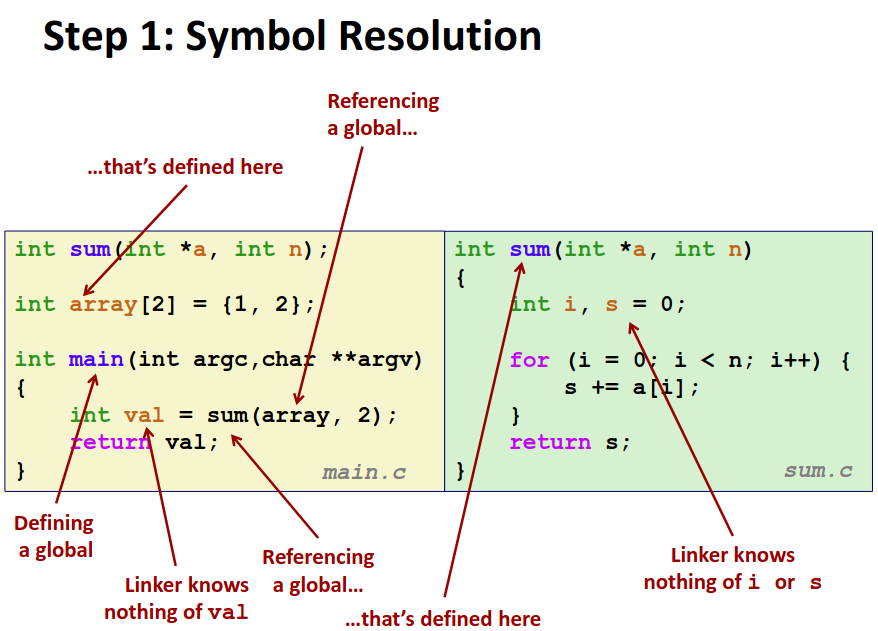 Step 1: Symbol Resolution
Referencing
a global…
…that’s defined here
int sum(int *a, int n);
int array[2] = {1, 2};
int main(int argc,char **argv)
{
int val = sum(array, 2);
return val;
}
main.c
int sum(int *a, int n)
{
int i, s = 0;
for (i = 0; i < n; i++) {
s += a[i];
}
return s;
}
sum.c
Defining
a global
Linker knows
nothing of val
Referencing
a global…
…that’s defined here
Linker knows
nothing of i or s